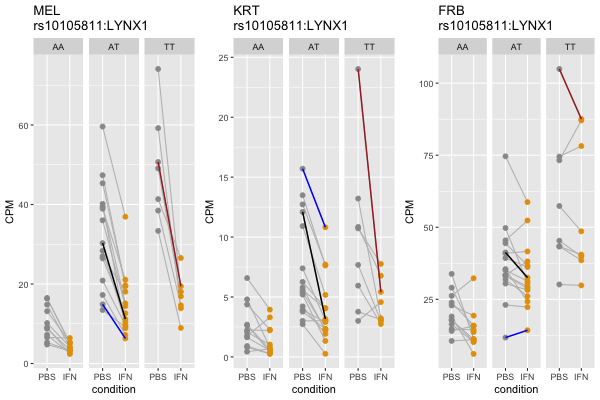 MEL
rs10105811:LYNX1
AA AT TT
CPM
60
40
20
0
PBS IFN PBS IFN PBS IFN
condition
KRT
rs10105811:LYNX1
AA AT TT
CPM
25
20
15
10
5
0
PBS IFN PBS IFN PBS IFN
condition
FRB
rs10105811:LYNX1
AA AT TT
CPM
100
75
50
25
PBS IFN PBS IFN PBS IFN
condition